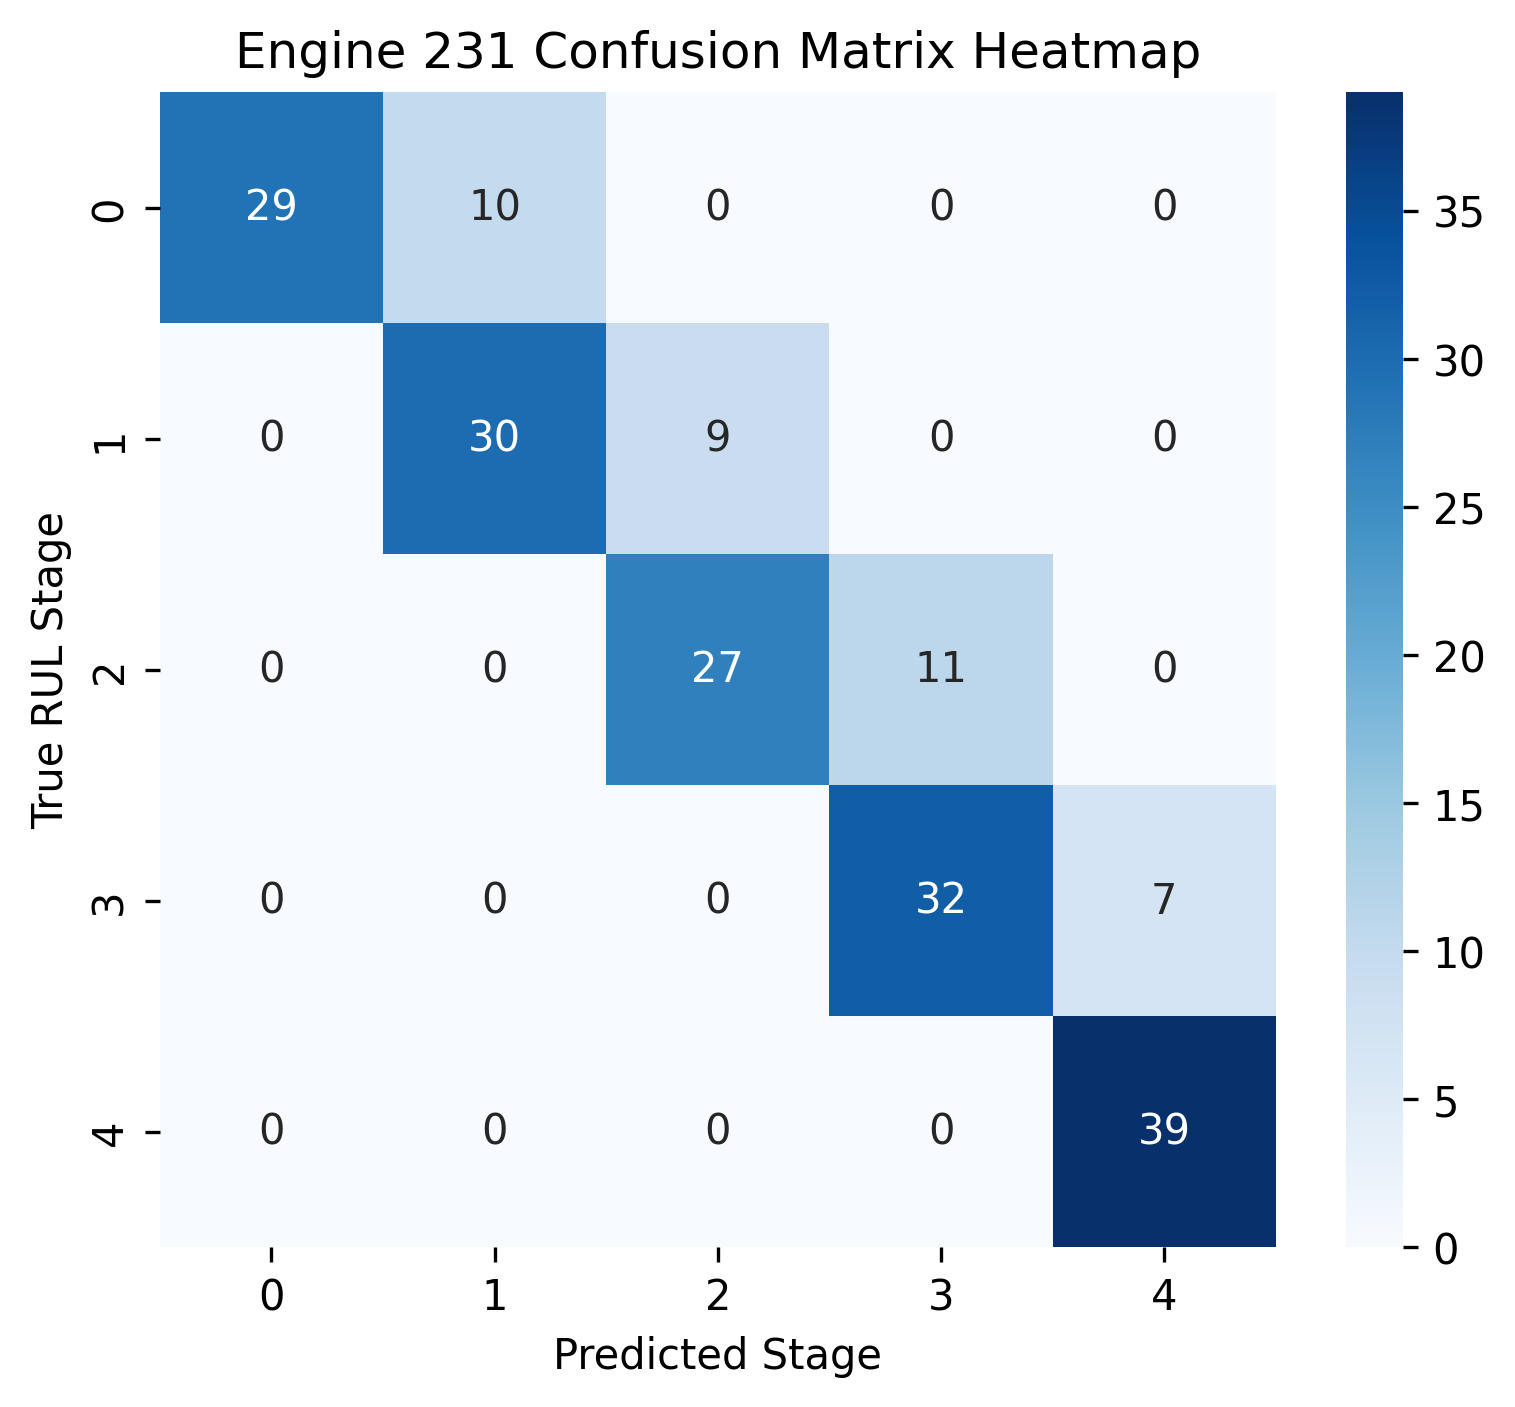 Engine 231 Confusion Matrix Heatmap
0 29 10 0 0 0
1 0 30 9 0 0
2 0 0 27 11 0
3 0 0 0 32 7
4 0 0 0 0 39
0 1 2 3 4
Predicted Stage
True RUL Stage
35
30
25
20
15
10
5
0